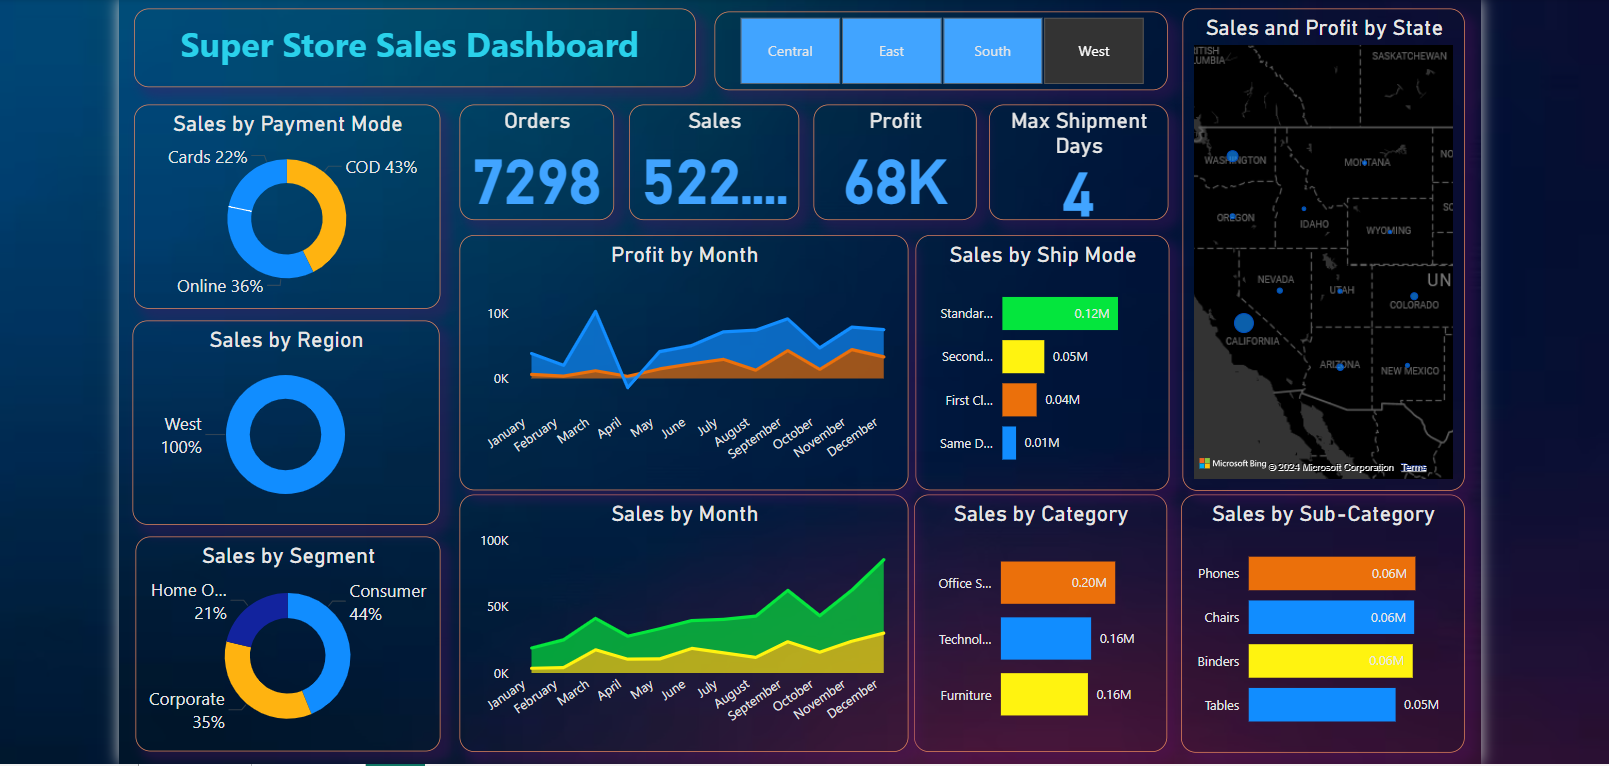 Super Store Sales Dashboard
Central
East
South
West
Sales and Profit by State
Sales by Payment Mode
Cards 22%
COD 43%
Online 36%
Orders
7298
Sales
522....
Profit
68K
Max Shipment
Days
4
Sales by Region
West
100%
Profit by Month
10K
0K
January
February
March
April
May
June
July
August
September
October
November
December
Sales by Ship Mode
Standar...
0.12M
Second...
0.05M
First Cl...
0.04M
Same D...
0.01M
RITISH
UMBIA
SASKATCHEWAN
WASHINGTON
MONTANA
NO
OREGON
IDAHO
SO
WYOMING
NEVADA
UTAH
UN
COLORADO
CALIFORNIA
ARIZONA
NEW MEXICO
Microsoft Bing
© 2024 Microsoft Corporation
Terms
Sales by Segment
Home O...
21%
Consumer
44%
Corporate
35%
Sales by Month
100K
50K
0K
January
February
March
April
May
June
July
August
September
October
November
December
Sales by Category
Office S...
0.20M
Technol...
0.16M
Furniture
0.16M
Sales by Sub-Category
Phones
0.06M
Chairs
0.06M
Binders
0.06M
Tables
0.05M